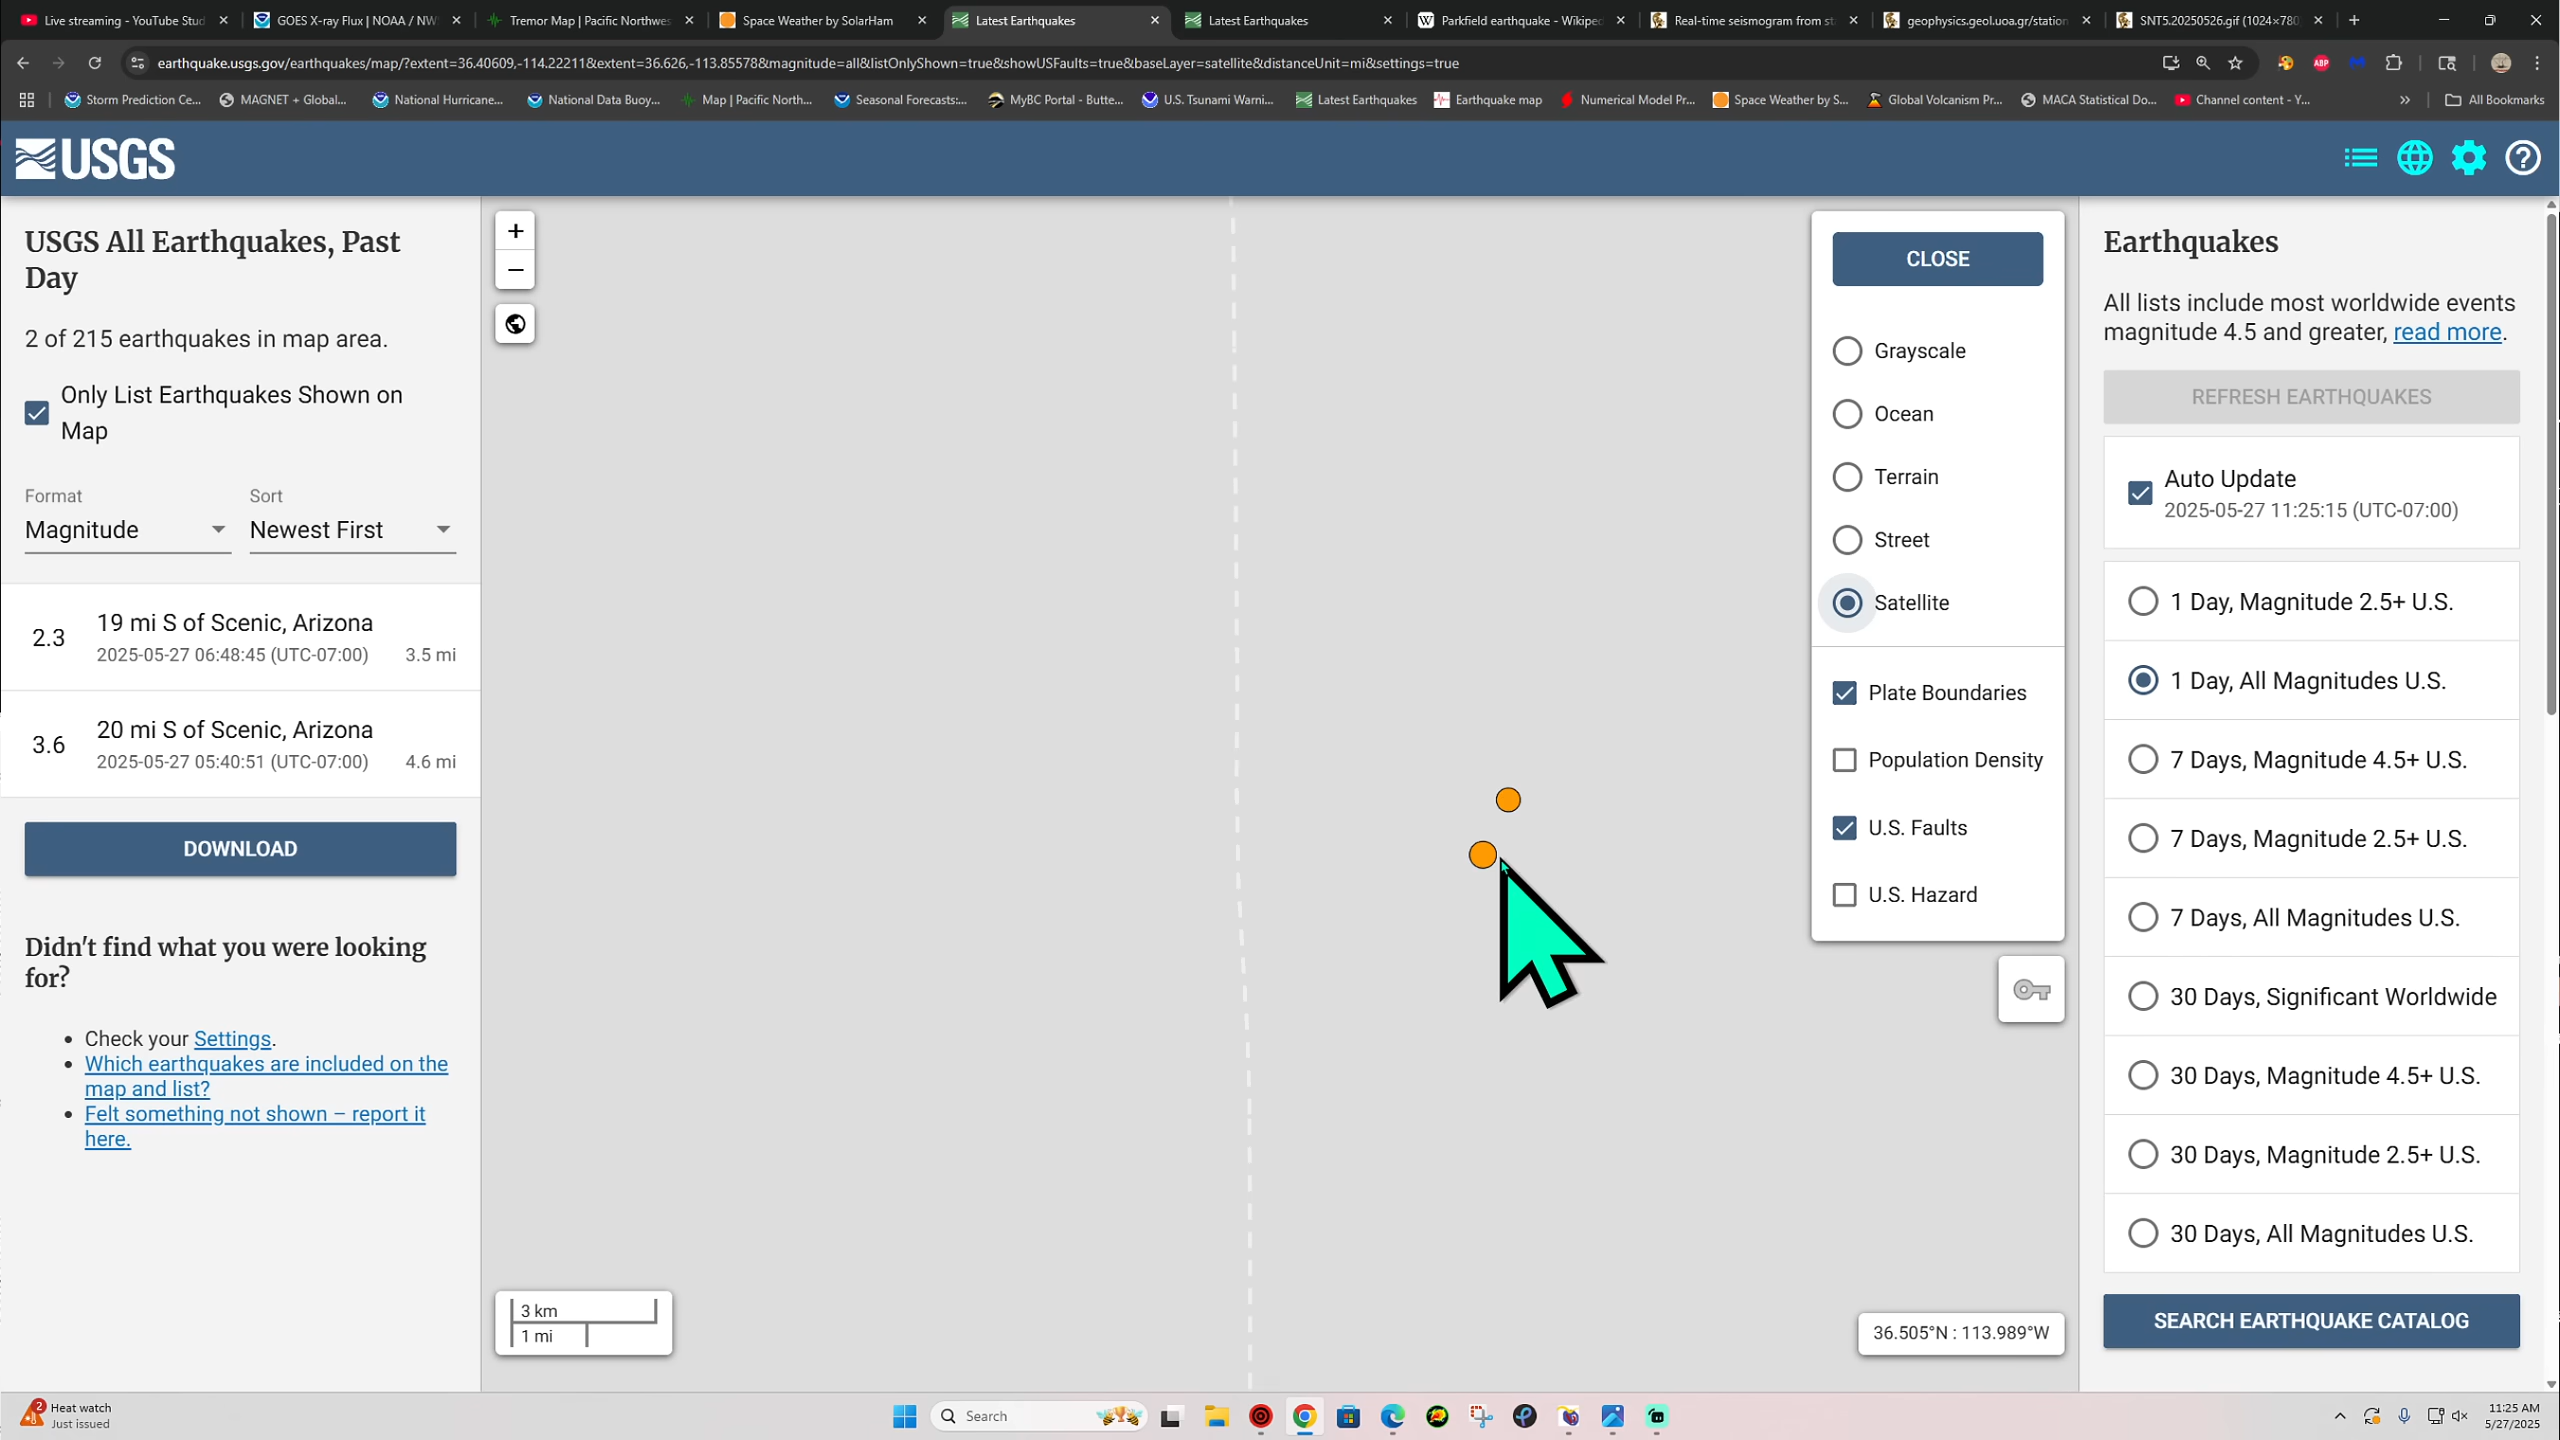 Live streaming - YouTube Stud
GOES X-ray Flux | NOAA / NW
Tremor Map | Pacific Northwes
Space Weather by SolarHam
Latest Earthquakes
Latest Earthquakes
Parkfield earthquake - Wikiped
Real-time seismogram from st
geophysics.geol.uoa.gr/station
SNT5.20250526.gif (1024×780
earthquake.usgs.gov/earthquakes/map/?extent=36.40609,-114.22211&extent=36.626,-113.85578&magnitude=all&listOnlyShown=true&showUSFaults=true&baseLayer=satellite&distanceUnit=mi&settings=true
ABP
Storm Prediction Ce...
MAGNET + Global...
National Hurricane...
National Data Buoy...
Map | Pacific North...
Seasonal Forecasts:...
MyBC Portal - Butte...
U.S. Tsunami Warni...
Latest Earthquakes
Earthquake map
Numerical Model Pr...
Space Weather by S...
Global Volcanism Pr...
MACA Statistical Do...
Channel content - Y...
All Bookmarks
USGS
USGS All Earthquakes, Past
Day
2 of 215 earthquakes in map area.
Only List Earthquakes Shown on
Map
Format
Magnitude
Sort
Newest First
2.3
19 mi S of Scenic, Arizona
2025-05-27 06:48:45 (UTC-07:00)
3.5 mi
3.6
20 mi S of Scenic, Arizona
2025-05-27 05:40:51 (UTC-07:00)
4.6 mi
DOWNLOAD
Didn't find what you were looking
for?
Check your Settings.
Which earthquakes are included on the
map and list?
Felt something not shown – report it
here.
+
−
3 km
1 mi
CLOSE
Grayscale
Ocean
Terrain
Street
Satellite
Plate Boundaries
Population Density
U.S. Faults
U.S. Hazard
36.505°N : 113.989°W
Earthquakes
All lists include most worldwide events
magnitude 4.5 and greater, read more.
REFRESH EARTHQUAKES
Auto Update
2025-05-27 11:25:15 (UTC-07:00)
1 Day, Magnitude 2.5+ U.S.
1 Day, All Magnitudes U.S.
7 Days, Magnitude 4.5+ U.S.
7 Days, Magnitude 2.5+ U.S.
7 Days, All Magnitudes U.S.
30 Days, Significant Worldwide
30 Days, Magnitude 4.5+ U.S.
30 Days, Magnitude 2.5+ U.S.
30 Days, All Magnitudes U.S.
SEARCH EARTHQUAKE CATALOG
2
Heat watch
Just issued
Search
11:25 AM
5/27/2025